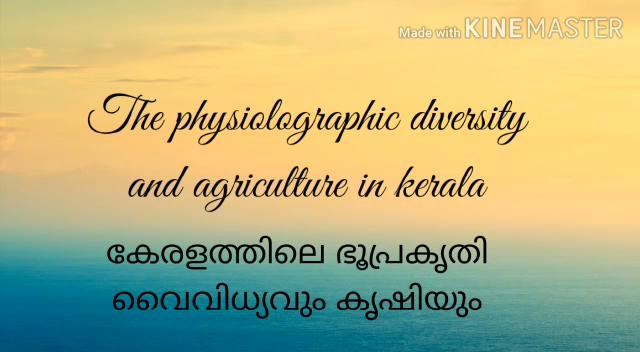 Made with KINEMASTER
The physiolographic diversity
and agriculture in kerala
കേരളത്തിലെ ഭൂപ്രകൃതി
വൈവിധ്യവും കൃഷിയും